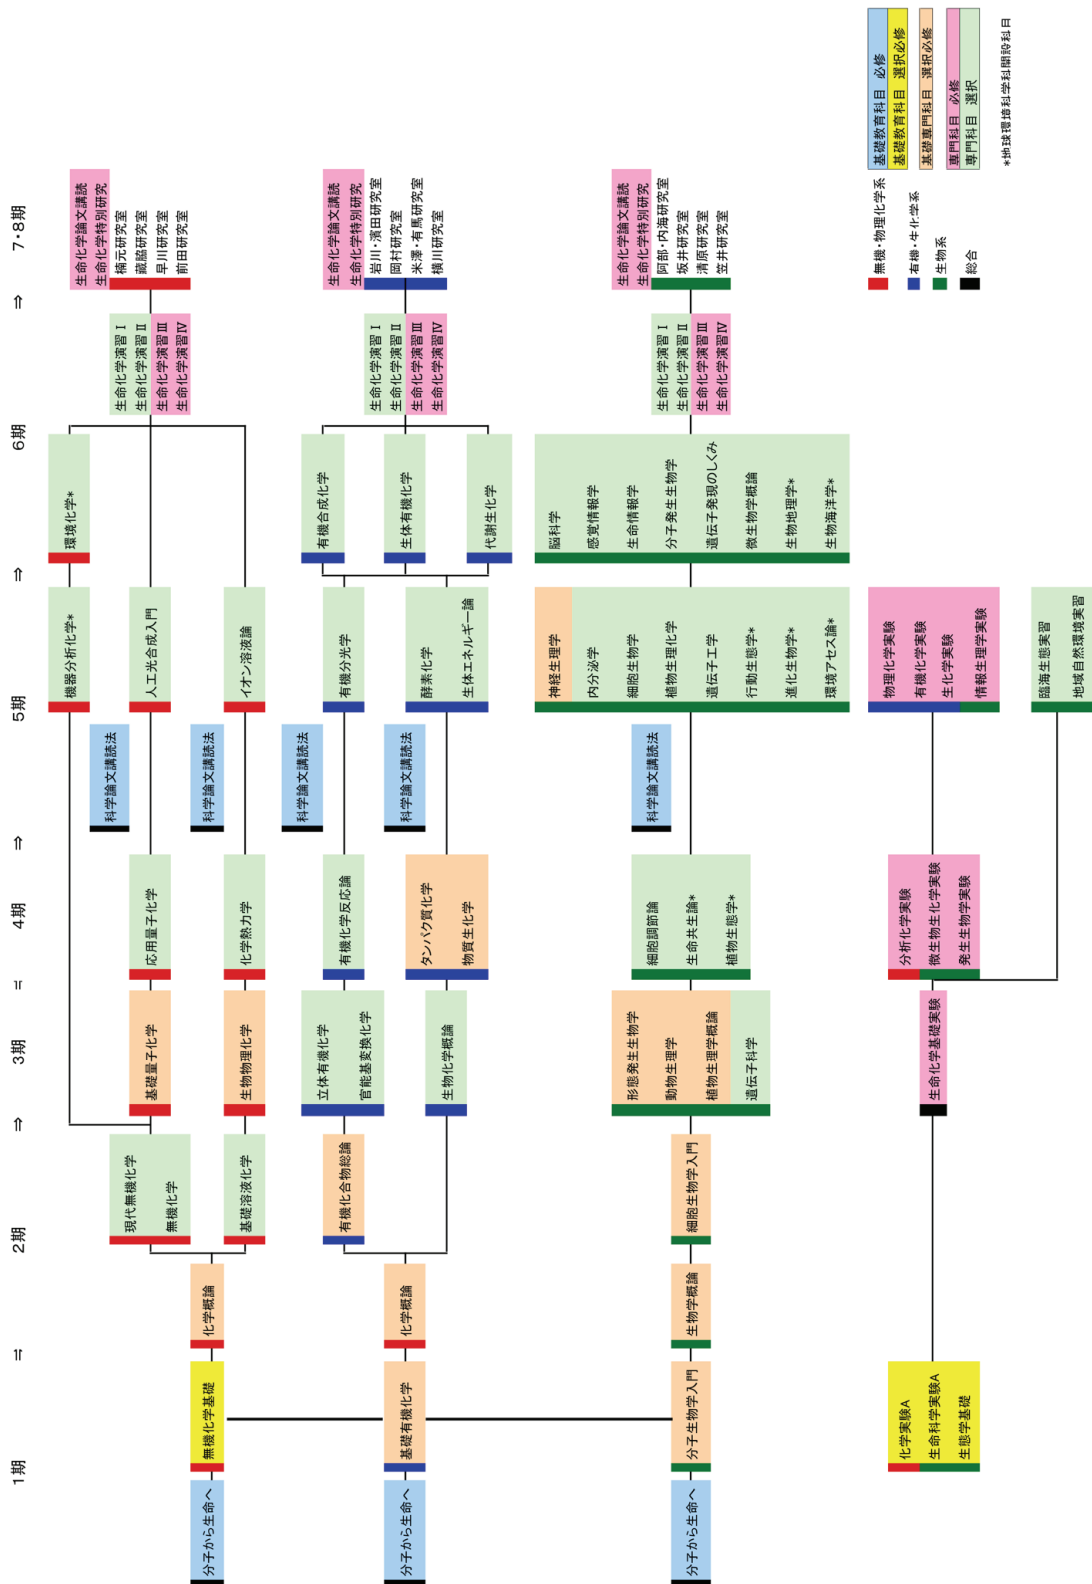 1期
⇒
2期
⇒
3期
⇒
4期
⇒
5期
⇒
6期
⇒
7・8期
分子から生命へ
無機化学基礎
化学概論
現代無機化学
無機化学
基礎溶液化学
基礎量子化学
生物物理化学
応用量子化学
化学熱力学
科学論文講読法
科学論文講読法
機器分析化学*
人工光合成入門
イオン溶液論
環境化学*
生命化学演習Ⅰ
生命化学演習Ⅱ
生命化学演習Ⅲ
生命化学演習Ⅳ
生命化学論文講読
生命化学特別研究
楠元研究室
蔵脇研究室
早川研究室
前田研究室
分子から生命へ
基礎有機化学
化学概論
有機化合物総論
立体有機化学
官能基変換化学
生物化学概論
有機化学反応論
タンパク質化学
物質生化学
科学論文講読法
科学論文講読法
有機分光学
酵素化学
生体エネルギー論
有機合成化学
生体有機化学
代謝生化学
生命化学演習Ⅰ
生命化学演習Ⅱ
生命化学演習Ⅲ
生命化学演習Ⅳ
生命化学論文講読
生命化学特別研究
岩川・濱田研究室
岡村研究室
米澤・有馬研究室
横川研究室
分子から生命へ
分子生物学入門
生物学概論
細胞生物学入門
形態発生生物学
動物生理学
植物生理学概論
遺伝子科学
細胞調節論
生命共生論*
植物生態学*
科学論文講読法
神経生理学
内分泌学
細胞生物学
植物生理化学
遺伝子工学
行動生態学*
進化生物学*
環境アセス論*
脳科学
感覚情報学
生命情報学
分子発生生物学
遺伝子発現のしくみ
微生物学概論
生物地理学*
生物海洋学*
生命化学演習Ⅰ
生命化学演習Ⅱ
生命化学演習Ⅲ
生命化学演習Ⅳ
生命化学論文講読
生命化学特別研究
阿部・内海研究室
坂井研究室
清原研究室
笠井研究室
化学実験A
生命科学実験A
生態学基礎
生命化学基礎実験
分析化学実験
微生物生化学実験
発生生物学実験
物理化学実験
有機化学実験
生化学実験
情報生理学実験
臨海生態実習
地域自然環境実習
無機・物理化学系
有機・生化学系
生物系
総合
基礎教育科目 必修
基礎教育科目 選択必修
基礎専門科目 選択必修
専門科目 必修
専門科目 選択
*地球環境科学科開設科目